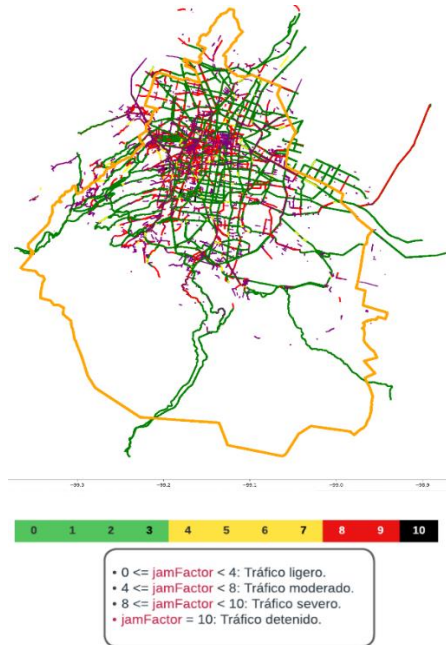 −99.3 −99.2 −99.1 −99.0 −98.9
0 1 2 3 4 5 6 7 8 9 10
• 0 <= jamFactor < 4: Tráfico ligero.
• 4 <= jamFactor < 8: Tráfico moderado.
• 8 <= jamFactor < 10: Tráfico severo.
• jamFactor = 10: Tráfico detenido.